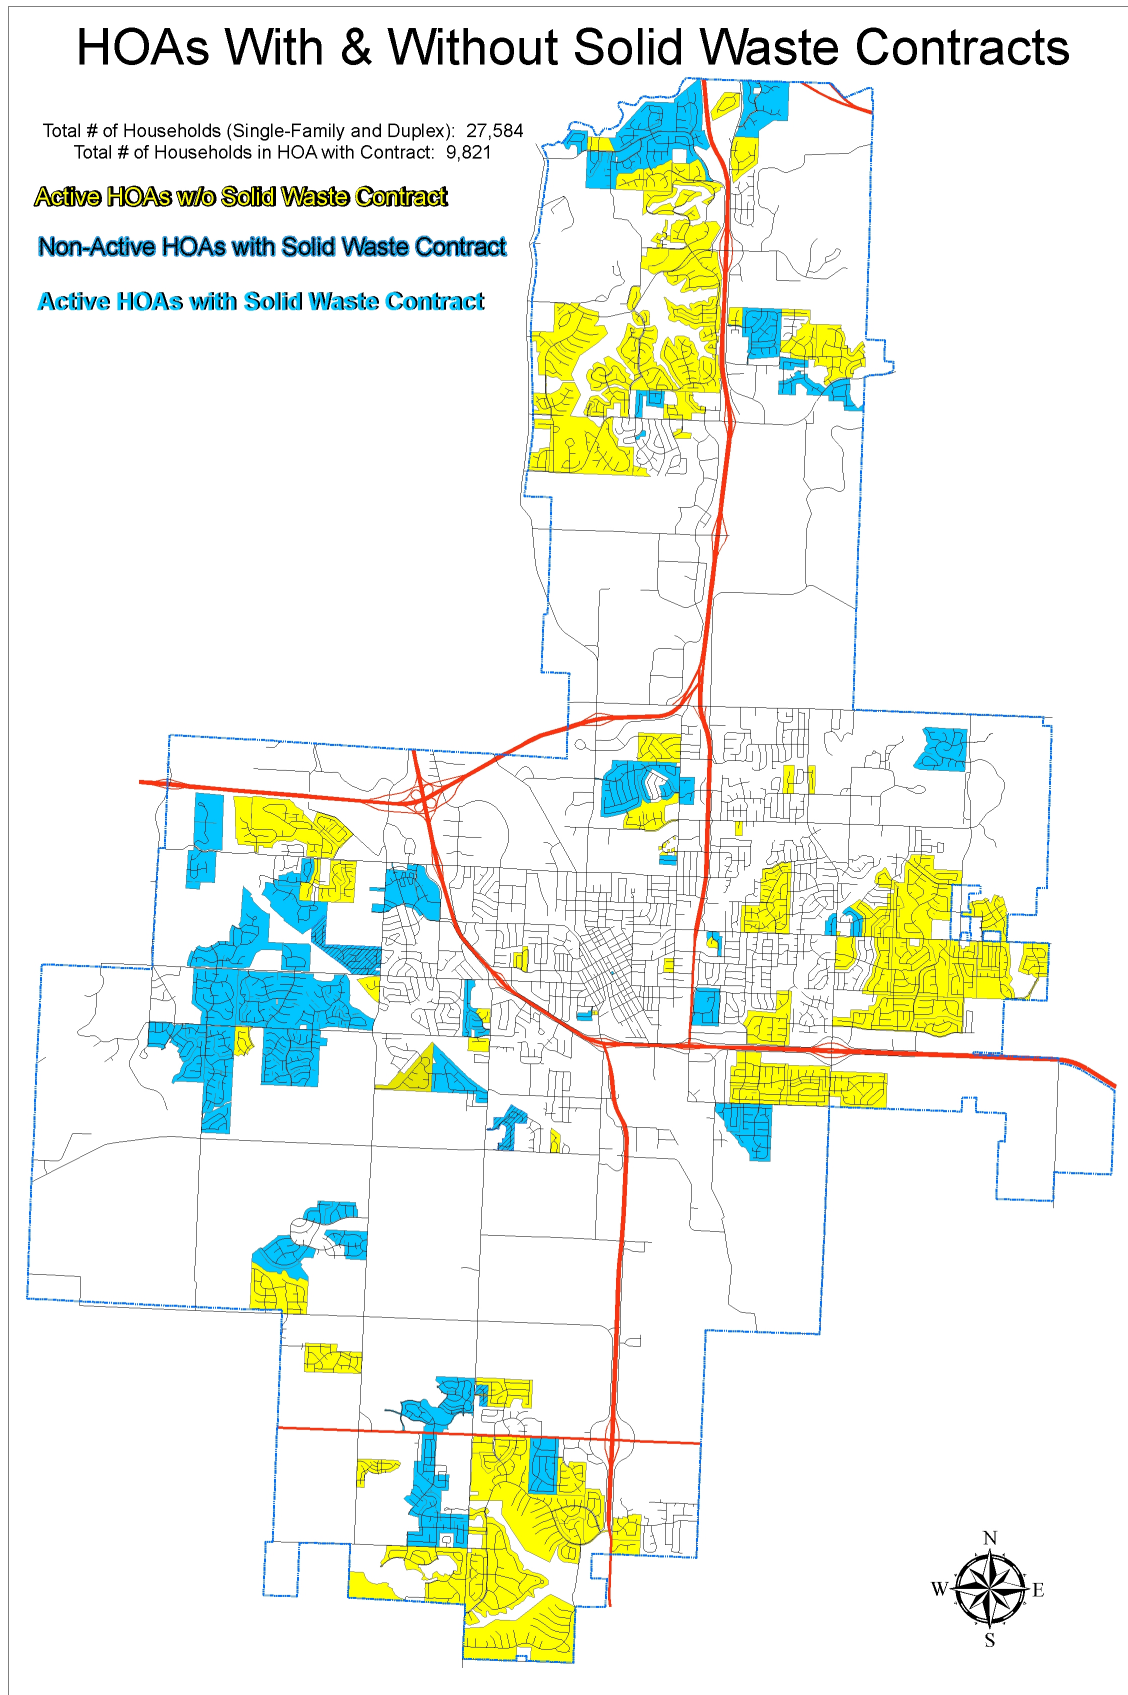 HOAs With & Without Solid Waste Contracts
Total # of Households (Single-Family and Duplex): 27,584
Total # of Households in HOA with Contract: 9,821
Active HOAs w/o Solid Waste Contract
Non-Active HOAs with Solid Waste Contract
Active HOAs with Solid Waste Contract
N
W E
S